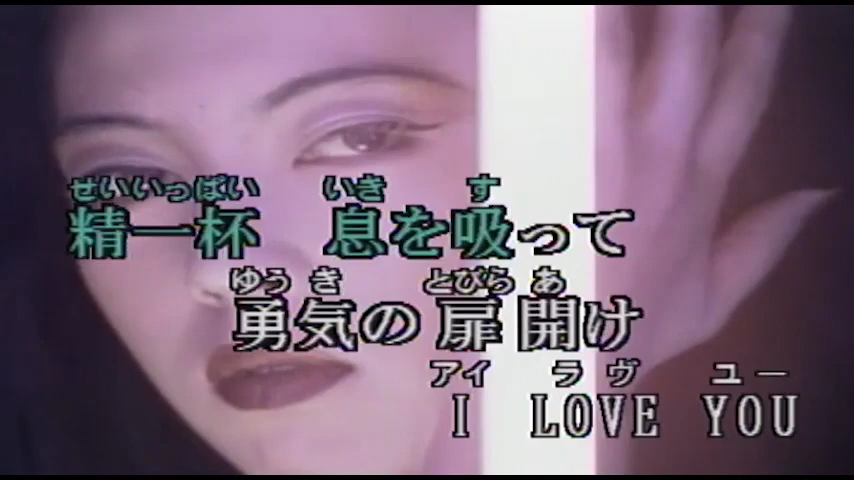 せいいっぱい いき す
精一杯 息を吸って
ゆうき とびら あ
勇気の扉開け
アイ ラヴ ユー
I LOVE YOU